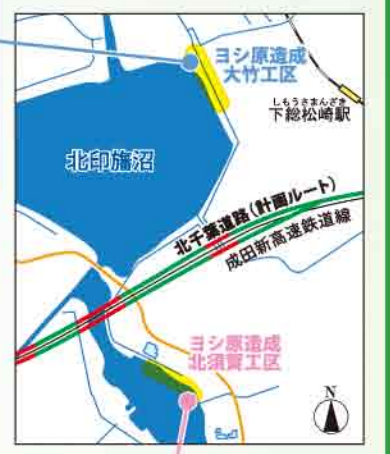 ヨシ原造成
大竹工区
しもうさまんざき
下総松崎駅
北印旛沼
北千葉道路(計画ルート)
成田新高速鉄道線
ヨシ原造成
北須賀工区
N